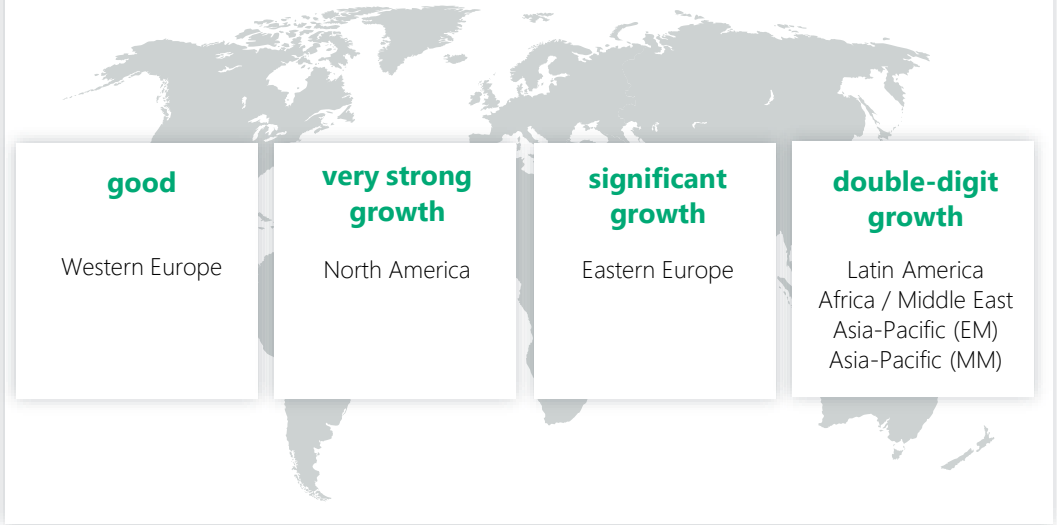 good
Western Europe
very strong
growth
North America
significant
growth
Eastern Europe
double-digit
growth
Latin America
Africa / Middle East
Asia-Pacific (EM)
Asia-Pacific (MM)